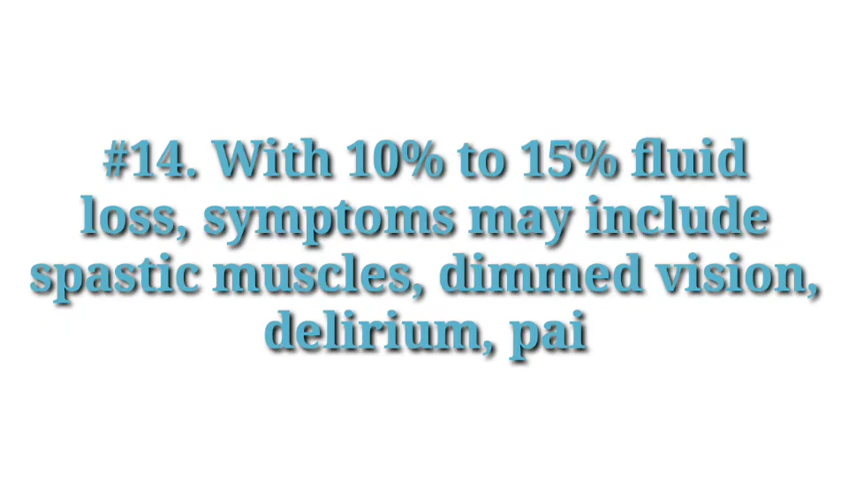 #14. With 10% to 15% fluid
loss, symptoms may include
spastic muscles, dimmed vision,
delirium, pai